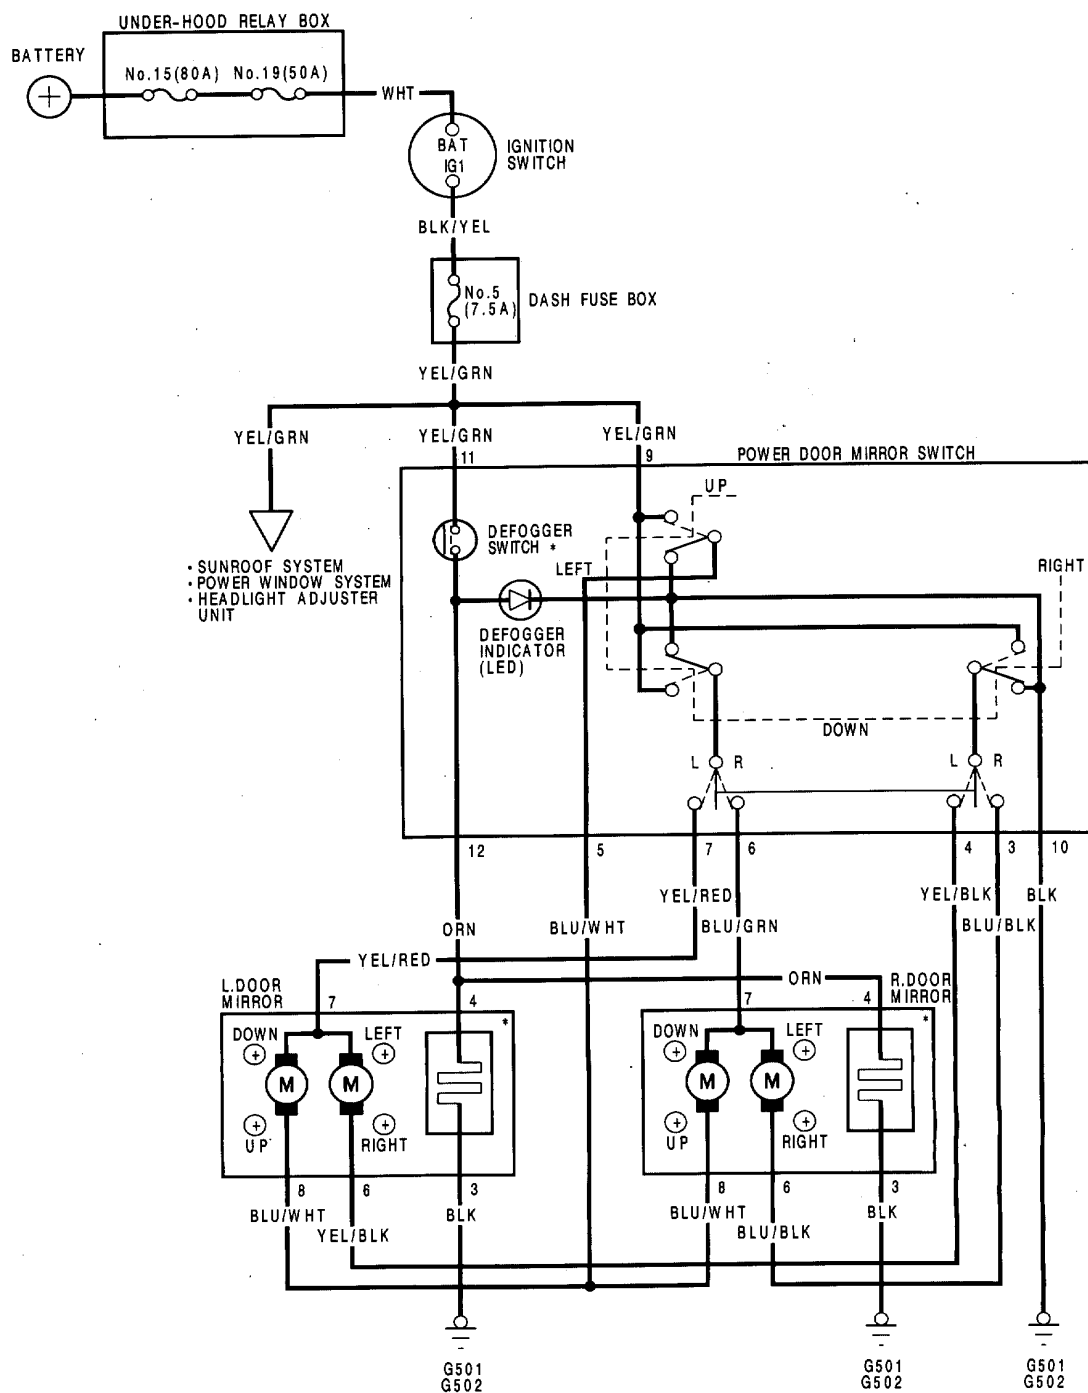 UNDER-HOOD RELAY BOX
BATTERY
No.15(80A) No.19(50A)
+
WHT
BAT
IG1
IGNITION
SWITCH
BLK/YEL
No.5
(7.5A)
DASH FUSE BOX
YEL/GRN
YEL/GRN
YEL/GRN
YEL/GRN
11
9
POWER DOOR MIRROR SWITCH
UP
DEFOGGER
SWITCH *
LEFT
RIGHT
• SUNROOF SYSTEM
• POWER WINDOW SYSTEM
• HEADLIGHT ADJUSTER
UNIT
DEFOGGER
INDICATOR
(LED)
DOWN
L R
L R
12
5
7
6
4
3
10
YEL/RED
YEL/BLK
BLK
ORN
BLU/WHT
BLU/GRN
BLU/BLK
YEL/RED
ORN
L.DOOR
MIRROR
7
4
R.DOOR
MIRROR
7
4
*
*
DOWN
LEFT
+
+
M
M
+
+
UP
RIGHT
DOWN
LEFT
+
+
M
M
+
+
UP
RIGHT
8
6
3
8
6
3
BLU/WHT
YEL/BLK
BLK
BLU/WHT
BLU/BLK
BLK
G501
G502
G501
G502
G501
G502